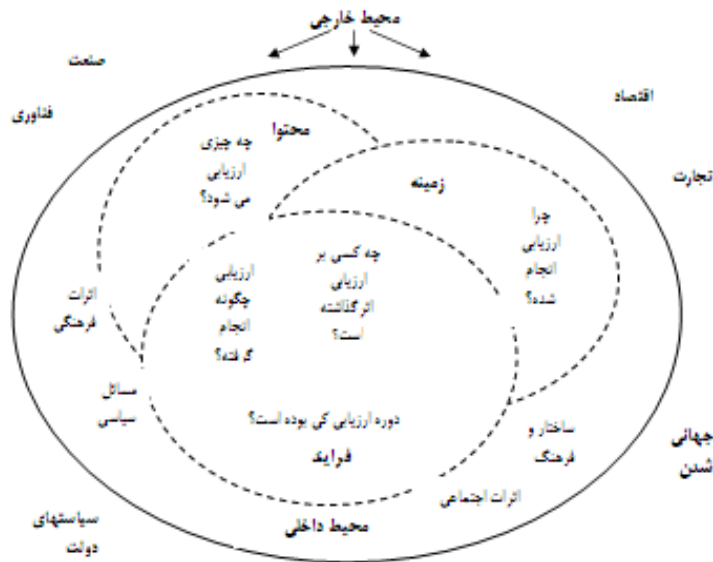 محیط خارجی
صنعت
اقتصاد
فناوری
تجارت
محتوا
چه چیزی
ارزیابی
می شود؟
زمینه
چرا
ارزیابی
انجام
شده؟
چه کسی بر
ارزیابی
اثرگذاشته
است؟
ارزیابی
چگونه
انجام
گرفته؟
اثرات
فرهنگی
مسائل
سیاسی
دوره ارزیابی کی بوده است؟
فرایند
ساختار و
فرهنگ
جهانی
شدن
اثرات اجتماعی
محیط داخلی
سیاستهای
دولت